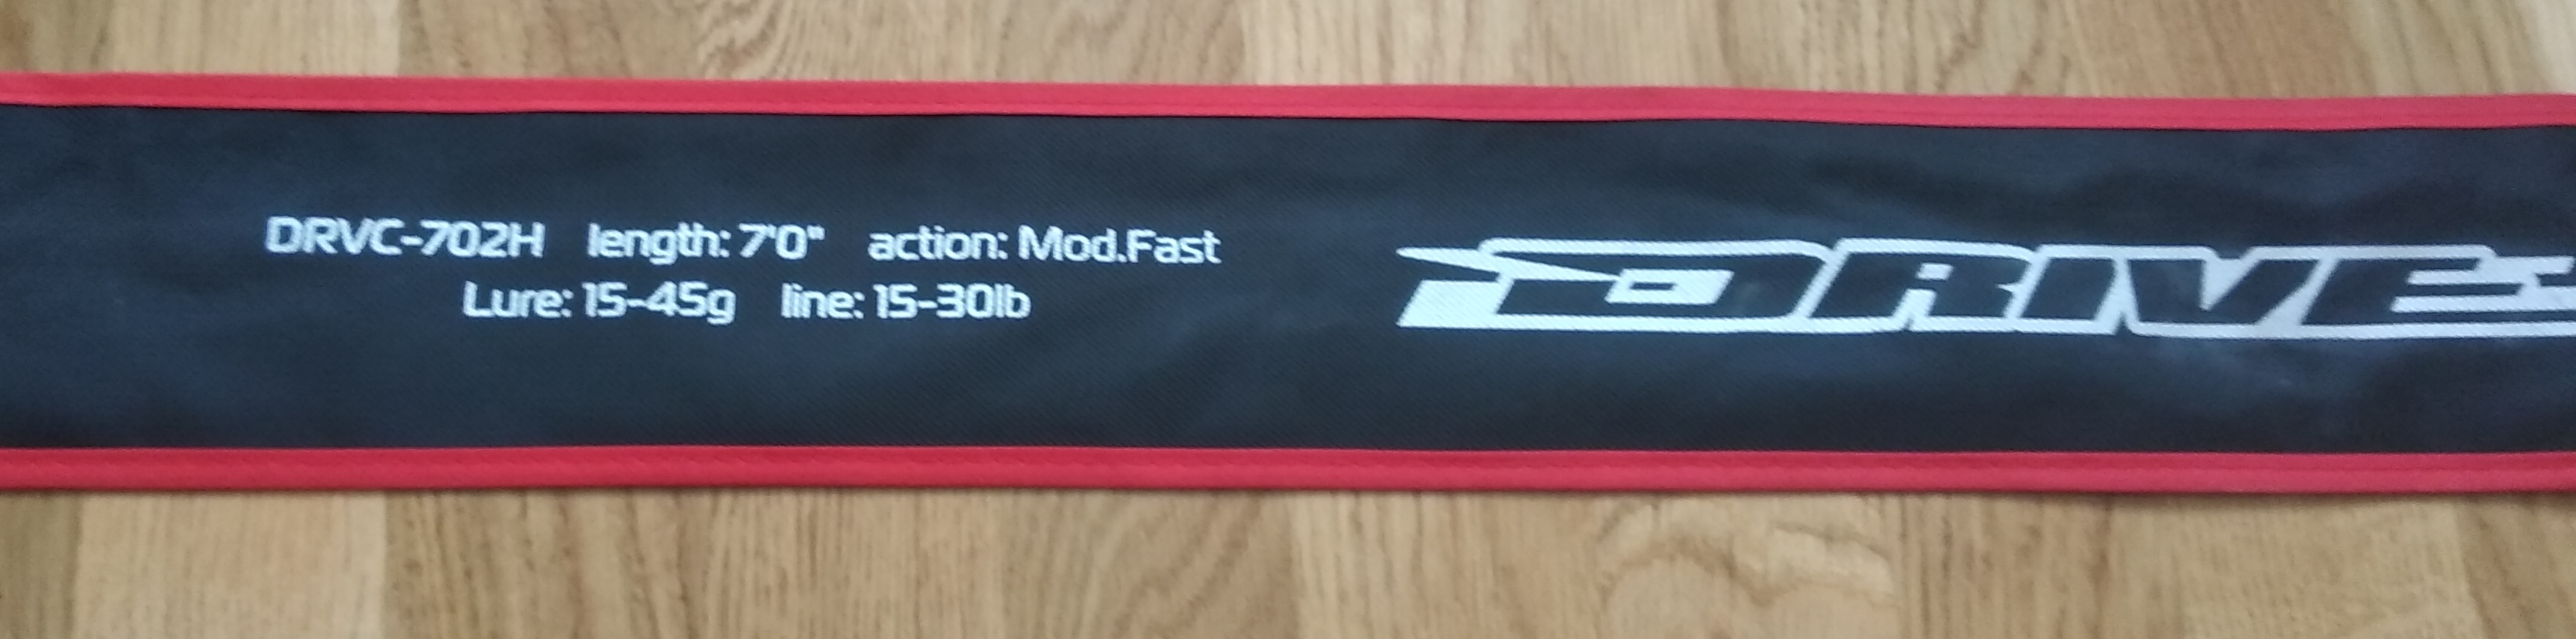 DRVC-702H length: 7'0" action: Mod.Fast
Lure: 15-45g line: 15-30lb
DRIVE